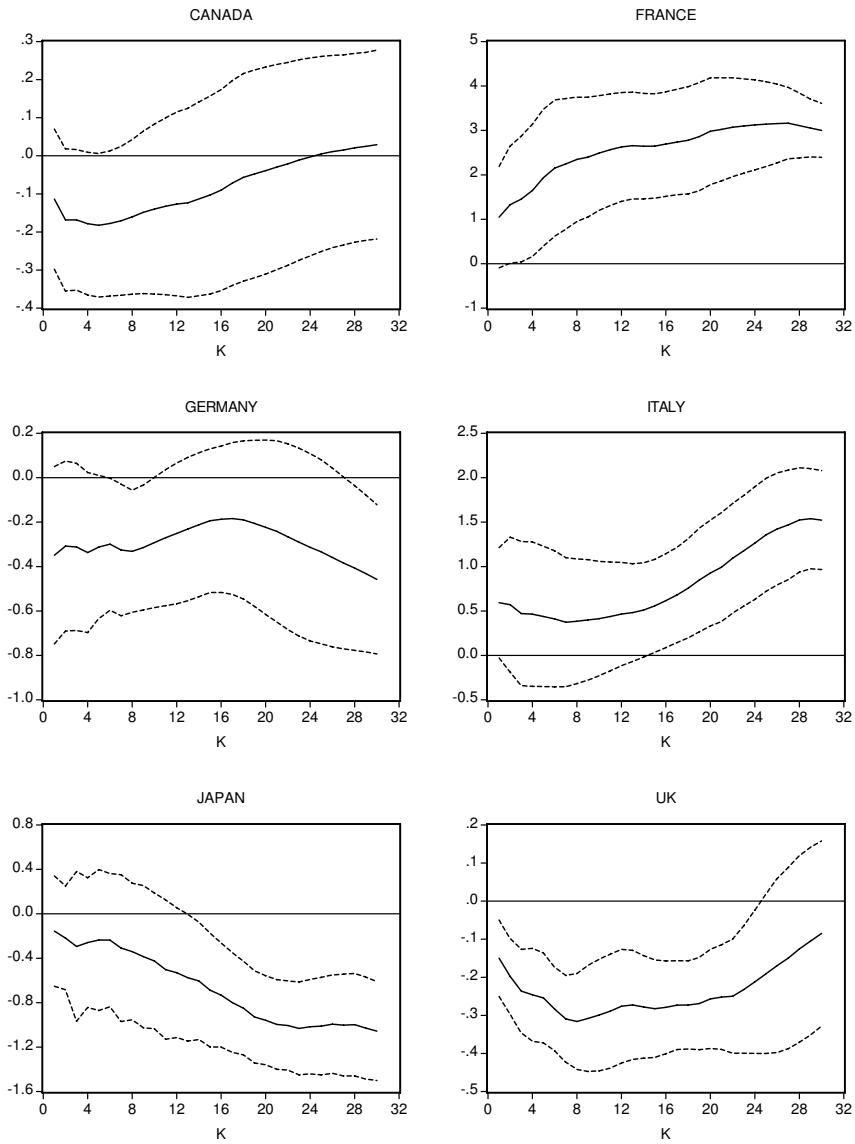 CANADA
.3
.2
.1
.0
-.1
-.2
-.3
-.4
0 4 8 12 16 20 24 28 32
K
FRANCE
5
4
3
2
1
0
-1
0 4 8 12 16 20 24 28 32
K
GERMANY
0.2
0.0
-0.2
-0.4
-0.6
-0.8
-1.0
0 4 8 12 16 20 24 28 32
K
ITALY
2.5
2.0
1.5
1.0
0.5
0.0
-0.5
0 4 8 12 16 20 24 28 32
K
JAPAN
0.8
0.4
0.0
-0.4
-0.8
-1.2
-1.6
0 4 8 12 16 20 24 28 32
K
UK
.2
.1
.0
-.1
-.2
-.3
-.4
-.5
0 4 8 12 16 20 24 28 32
K